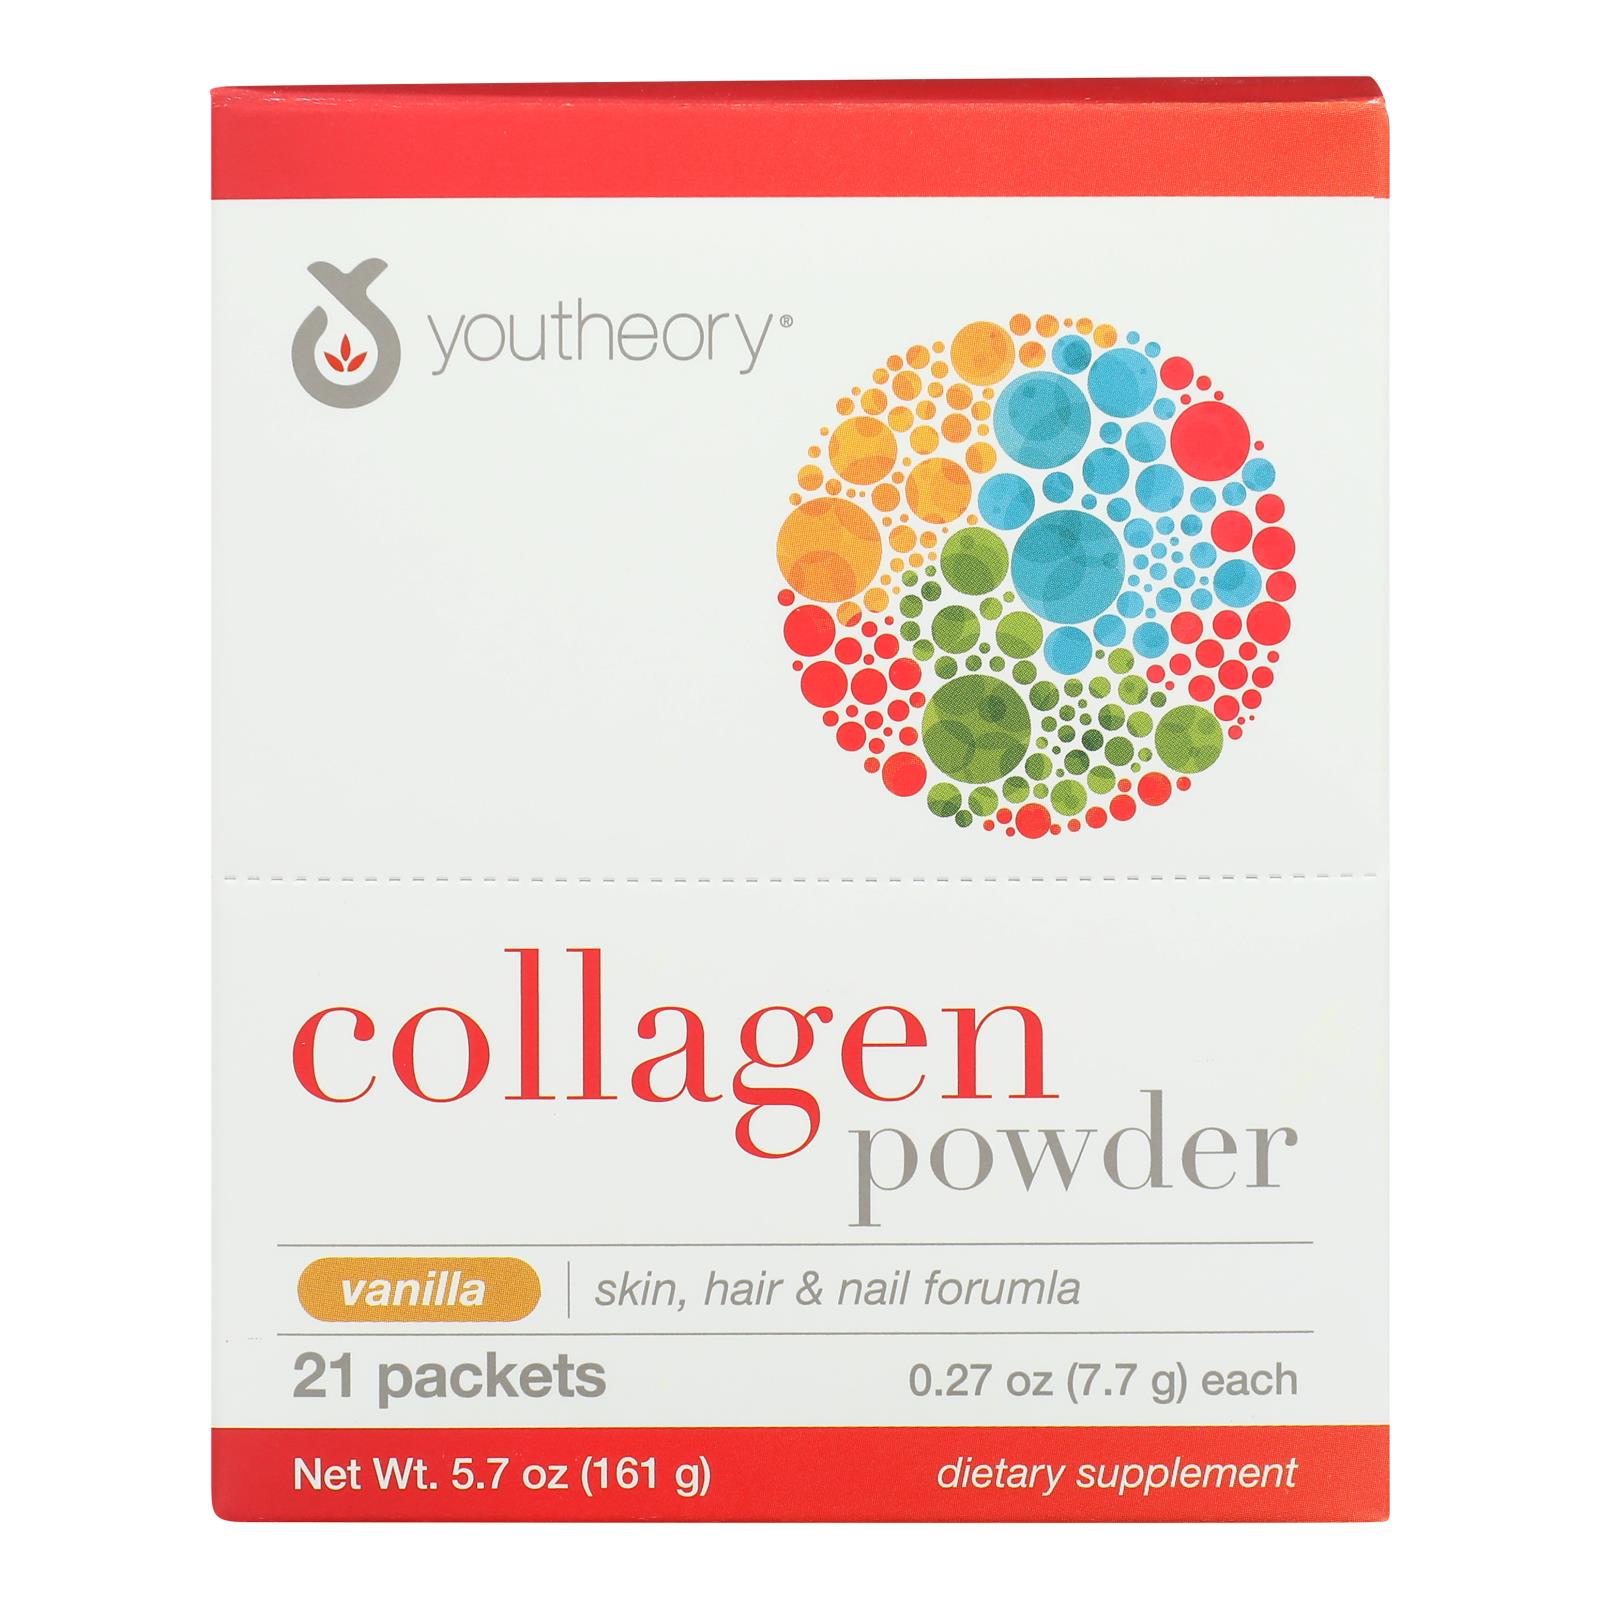 youtheory®
collagen
powder
vanilla | skin, hair & nail forumla
21 packets 0.27 oz (7.7 g) each
Net Wt. 5.7 oz (161 g) dietary supplement